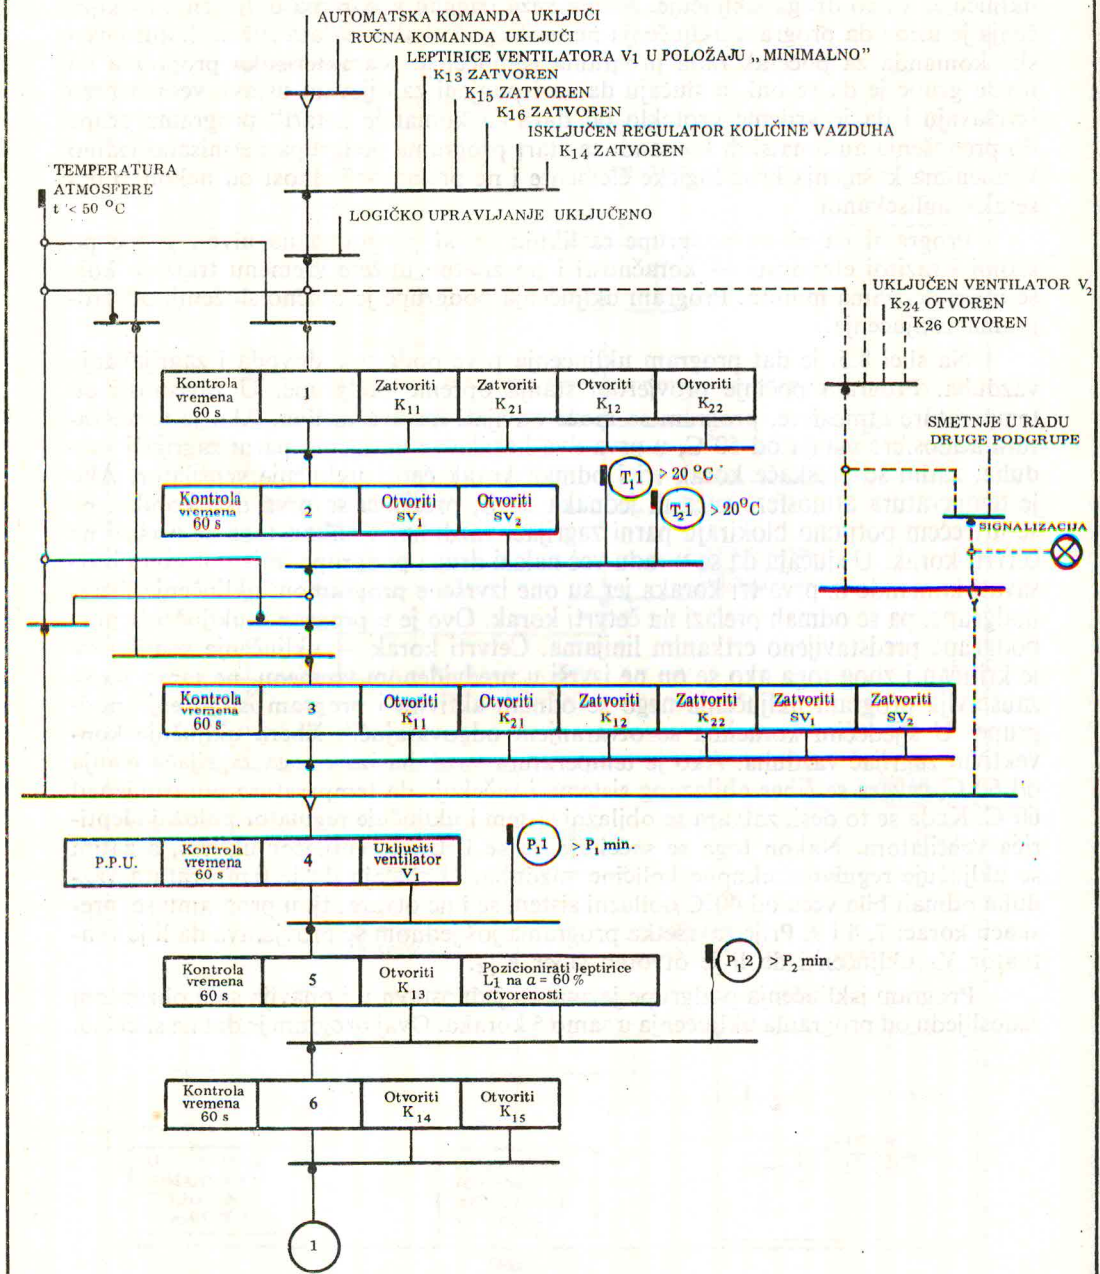 AUTOMATSKA KOMANDA UKLJUČI
RUČNA KOMANDA UKLJUČI
LEPTIRICE VENTILATORA V1 U POLOŽAJU „MINIMALNO”
K13 ZATVOREN
K15 ZATVOREN
K16 ZATVOREN
ISKLJUČEN REGULATOR KOLIČINE VAZDUHA
K14 ZATVOREN
TEMPERATURA
ATMOSFERE
t < 50 °C
LOGIČKO UPRAVLJANJE UKLJUČENO
UKLJUČEN VENTILATOR V2
K24 OTVOREN
K26 OTVOREN
Kontrola vremena 60 s
1
Zatvoriti K11
Zatvoriti K21
Otvoriti K12
Otvoriti K22
SMETNJE U RADU
DRUGE PODGRUPE
T11 > 20 °C
T21 > 20 °C
Kontrola vremena 60 s
2
Otvoriti SV1
Otvoriti SV2
SIGNALIZACIJA
Kontrola vremena 60 s
3
Otvoriti K11
Otvoriti K21
Zatvoriti K12
Zatvoriti K22
Zatvoriti SV1
Zatvoriti SV2
P.P.U.
Kontrola vremena 60 s
4
Uključiti ventilator V1
P11 > P1 min.
Kontrola vremena 60 s
5
Otvoriti K13
Pozicionirati leptirice L1 na a = 60% otvorenosti
P12 > P2 min.
Kontrola vremena 60 s
6
Otvoriti K14
Otvoriti K15
1